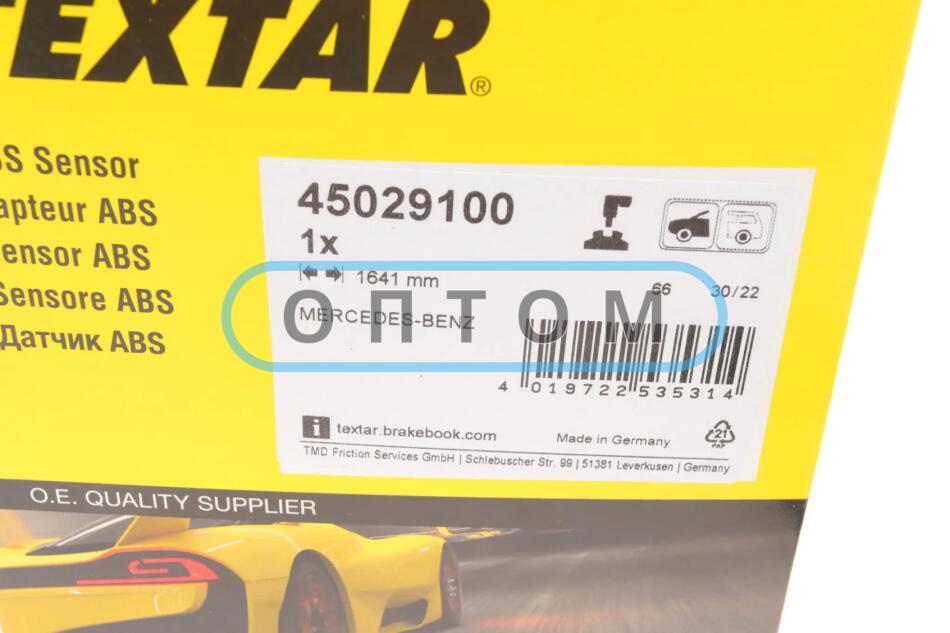 TEXTAR®
BS Sensor
apteur ABS
ensor ABS
Sensore ABS
Датчик ABS
45029100
1x
1641 mm
66 30/22
MERCEDES-BENZ
ОПТОМ
4 019722 535314
i textar.brakebook.com
Made in Germany
21
PAP
TMD Friction Services GmbH | Schlebuscher Str. 99 | 51381 Leverkusen | Germany
O.E. QUALITY SUPPLIER